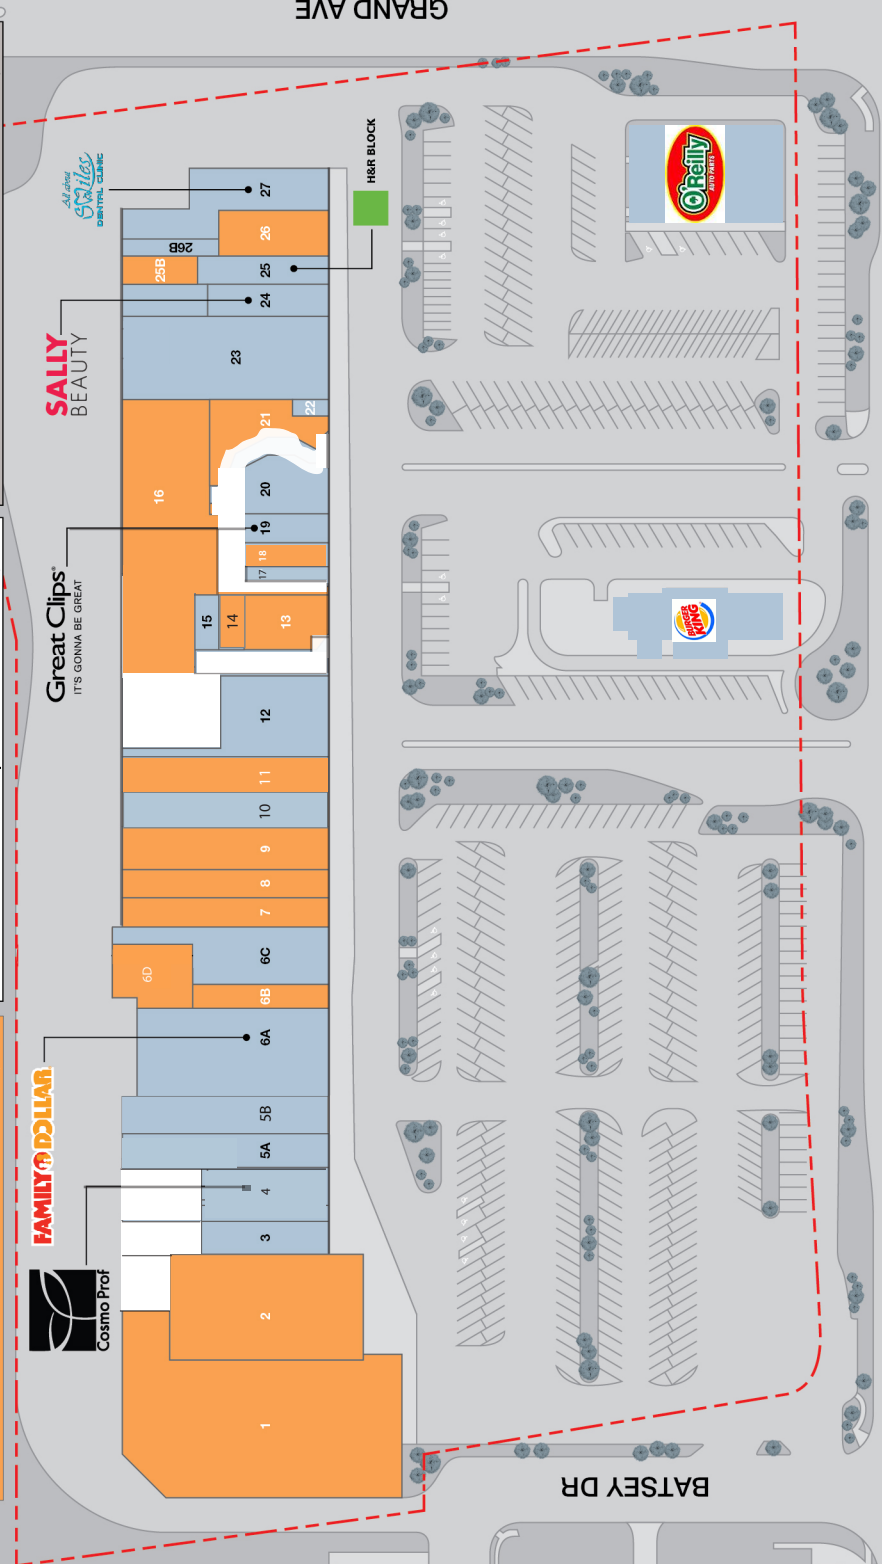 GRAND AVE
All about
Smiles
DENTAL CLINIC
H&R BLOCK
O'Reilly
AUTO PARTS
27
26
26B
25B
25
24
SALLY
BEAUTY
23
22
21
16
20
19
18
17
Great Clips®
IT'S GONNA BE GREAT
15
14
13
BURGER
KING
12
11
10
9
8
7
6C
6D
6B
6A
FAMILY DOLLAR
5B
5A
4
3
Cosmo Prof
2
1
BATSEY DR